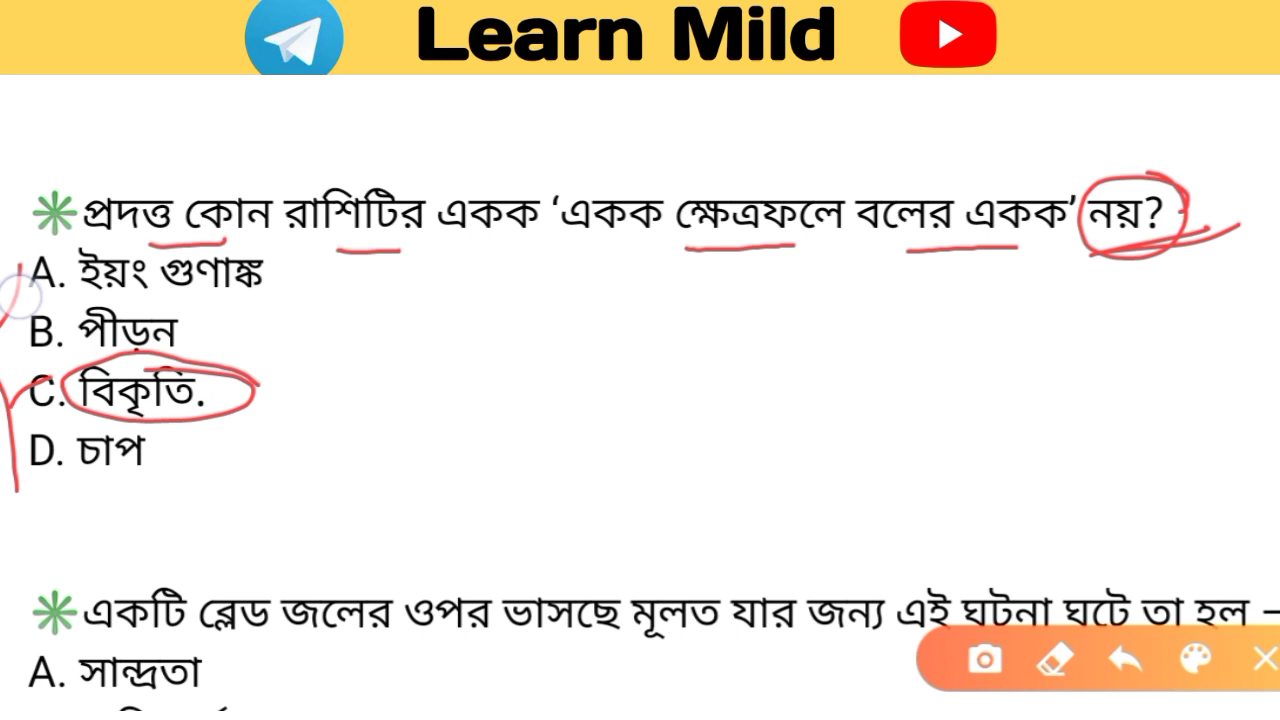 Learn Mild
প্রদত্ত কোন রাশিটির একক ‘একক ক্ষেত্রফলে বলের একক’ নয়?
A. ইয়ং গুণাঙ্ক
B. পীড়ন
C. বিকৃতি.
D. চাপ
একটি ব্লেড জলের ওপর ভাসছে মূলত যার জন্য এই ঘটনা ঘটে তা হল –
A. সান্দ্রতা